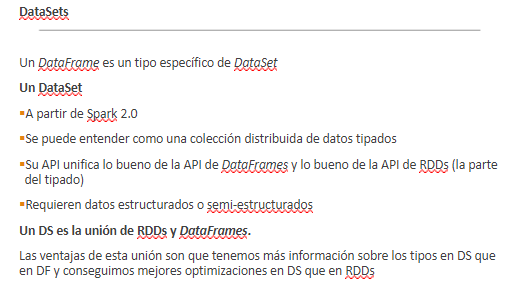 DataSets
Un DataFrame es un tipo específico de DataSet
Un DataSet
▪A partir de Spark 2.0
▪Se puede entender como una colección distribuida de datos tipados
▪Su API unifica lo bueno de la API de DataFrames y lo bueno de la API de RDDs (la parte
del tipado)
▪Requieren datos estructurados o semi-estructurados
Un DS es la unión de RDDs y DataFrames.
Las ventajas de esta unión son que tenemos más información sobre los tipos en DS que
en DF y conseguimos mejores optimizaciones en DS que en RDDs